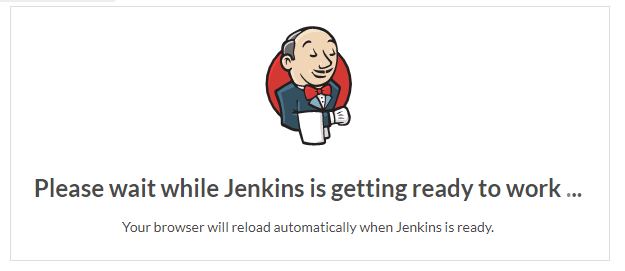 Please wait while Jenkins is getting ready to work ...
Your browser will reload automatically when Jenkins is ready.